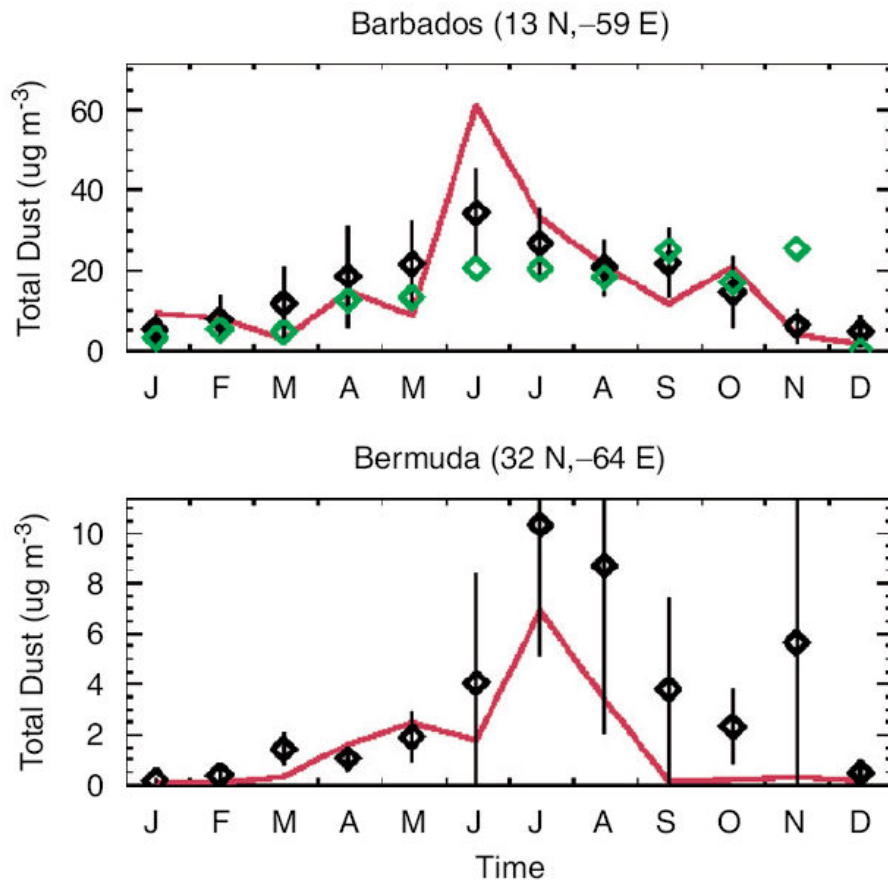 Barbados (13 N,–59 E)
Total Dust (ug m-3)
60
40
20
0
J F M A M J J A S O N D
Bermuda (32 N,–64 E)
Total Dust (ug m-3)
10
8
6
4
2
0
J F M A M J J A S O N D
Time